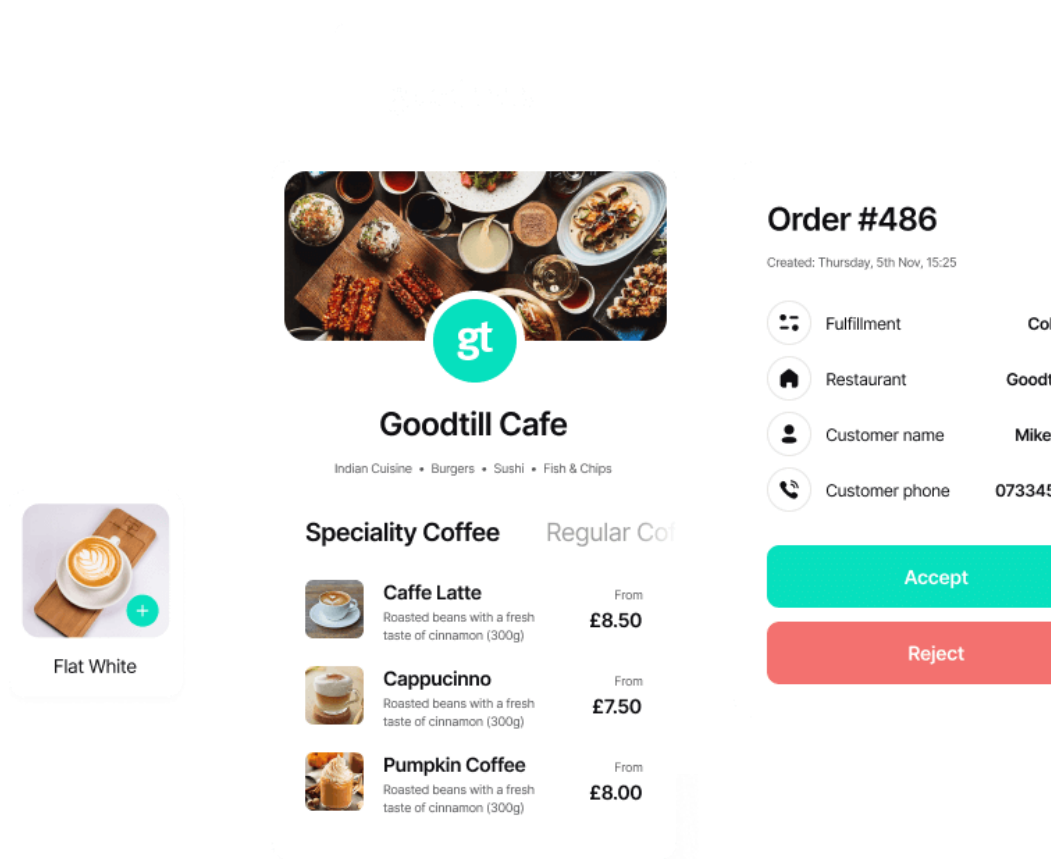 gt
Goodtill Cafe
Indian Cuisine • Burgers • Sushi • Fish & Chips
Speciality Coffee
Regular Cof
Caffe Latte
Roasted beans with a fresh
taste of cinnamon (300g)
From
£8.50
Cappucinno
Roasted beans with a fresh
taste of cinnamon (300g)
From
£7.50
Pumpkin Coffee
Roasted beans with a fresh
taste of cinnamon (300g)
From
£8.00
Flat White
Order #486
Created: Thursday, 5th Nov, 15:25
Fulfillment
Restaurant
Customer name
Mike
Customer phone
Accept
Reject